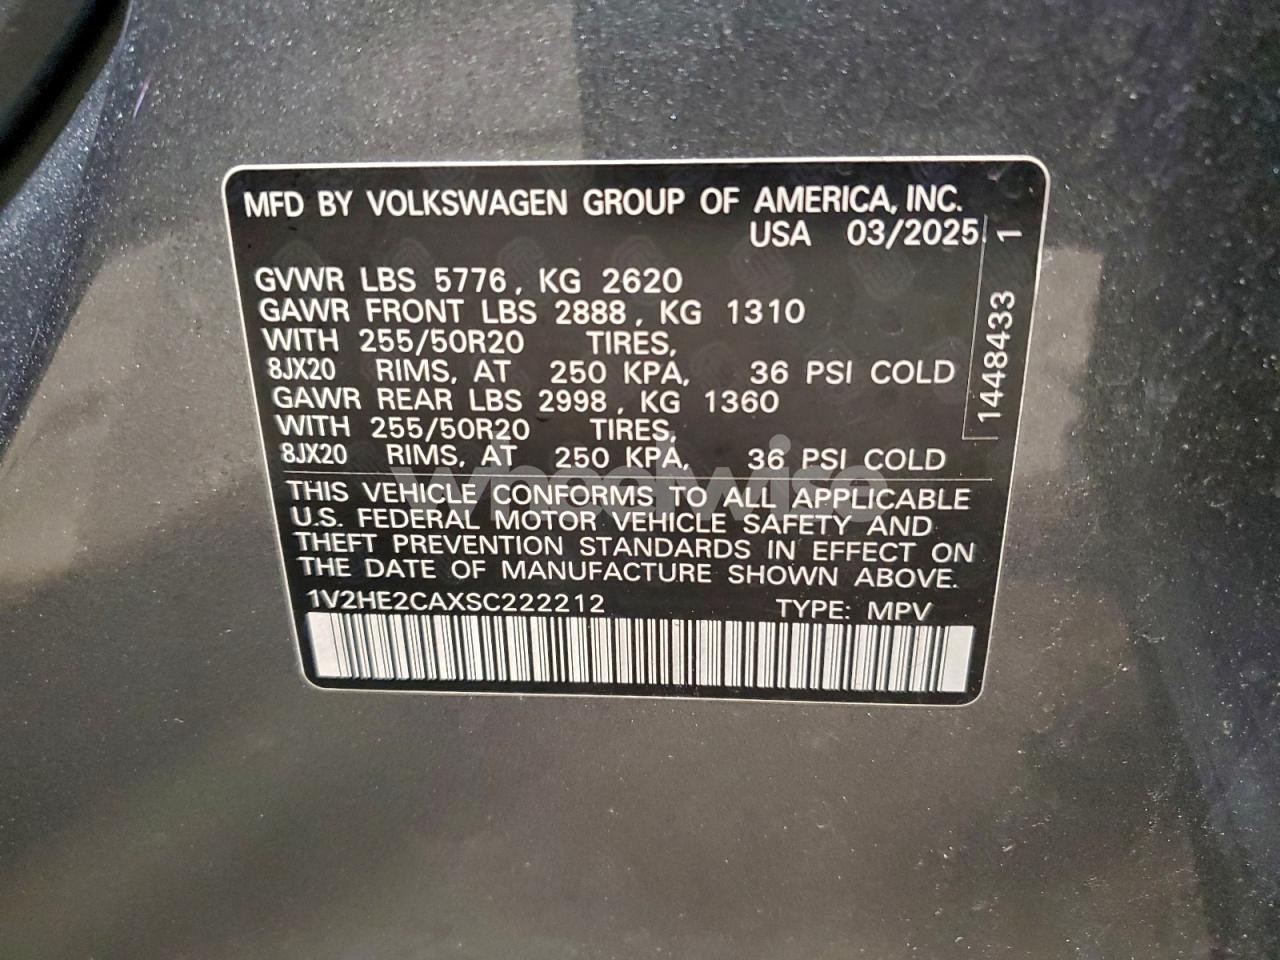 MFD BY VOLKSWAGEN GROUP OF AMERICA, INC.
USA 03/2025
GVWR LBS 5776, KG 2620
GAWR FRONT LBS 2888, KG 1310
WITH 255/50R20 TIRES,
8JX20 RIMS, AT 250 KPA, 36 PSI COLD
GAWR REAR LBS 2998, KG 1360
WITH 255/50R20 TIRES,
8JX20 RIMS, AT 250 KPA, 36 PSI COLD
THIS VEHICLE CONFORMS TO ALL APPLICABLE
U.S. FEDERAL MOTOR VEHICLE SAFETY AND
THEFT PREVENTION STANDARDS IN EFFECT ON
THE DATE OF MANUFACTURE SHOWN ABOVE.
1V2HE2CAXSC222212 TYPE: MPV
148433 1
wheelwise